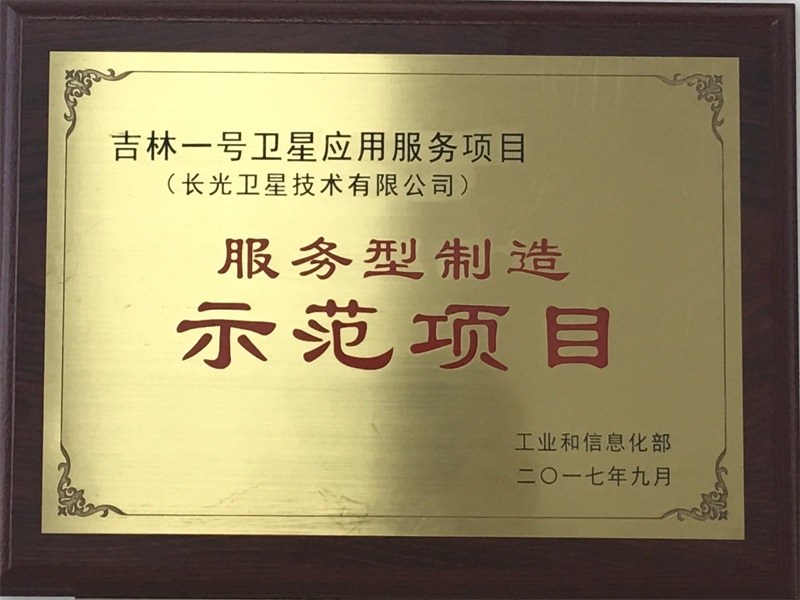 吉林一号卫星应用服务项目
（长光卫星技术有限公司）
服务型制造
示范项目
工业和信息化部
二〇一七年九月